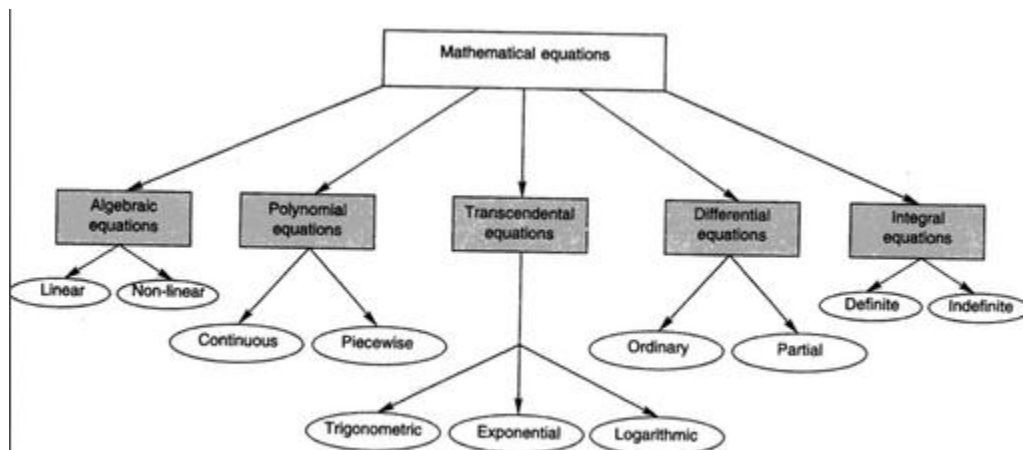 Mathematical equations
Algebraic
equations
Polynomial
equations
Transcendental
equations
Differential
equations
Integral
equations
Linear
Non-linear
Continuous
Piecewise
Ordinary
Partial
Definite
Indefinite
Trigonometric
Exponential
Logarithmic